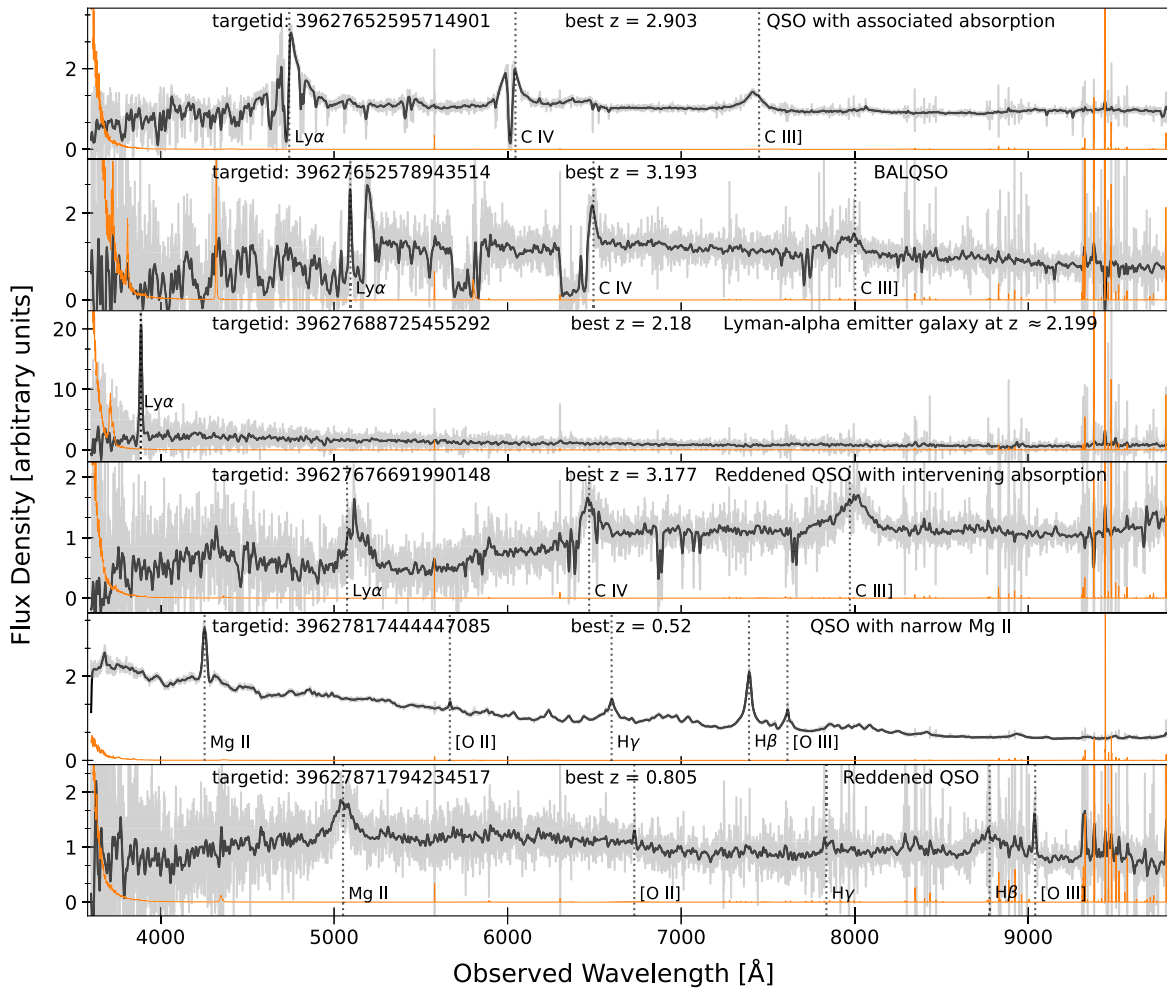 targetid: 39627652595714901 best z = 2.903 QSO with associated absorption
2
0
Lyα C IV C III]
targetid: 39627652578943514 best z = 3.193 BALQSO
2
0
Lyα C IV C III]
targetid: 39627688725455292 best z = 2.18 Lyman-alpha emitter galaxy at z ≈ 2.199
20
10
0
Lyα
targetid: 39627676691990148 best z = 3.177 Reddened QSO with intervening absorption
2
1
0
Lyα C IV C III]
targetid: 39627817444447085 best z = 0.52 QSO with narrow Mg II
2
0
Mg II [O II] Hγ Hβ [O III]
targetid: 39627871794234517 best z = 0.805 Reddened QSO
2
1
0
Mg II [O II] Hγ Hβ [O III]
4000 5000 6000 7000 8000 9000
Observed Wavelength [Å]
Flux Density [arbitrary units]